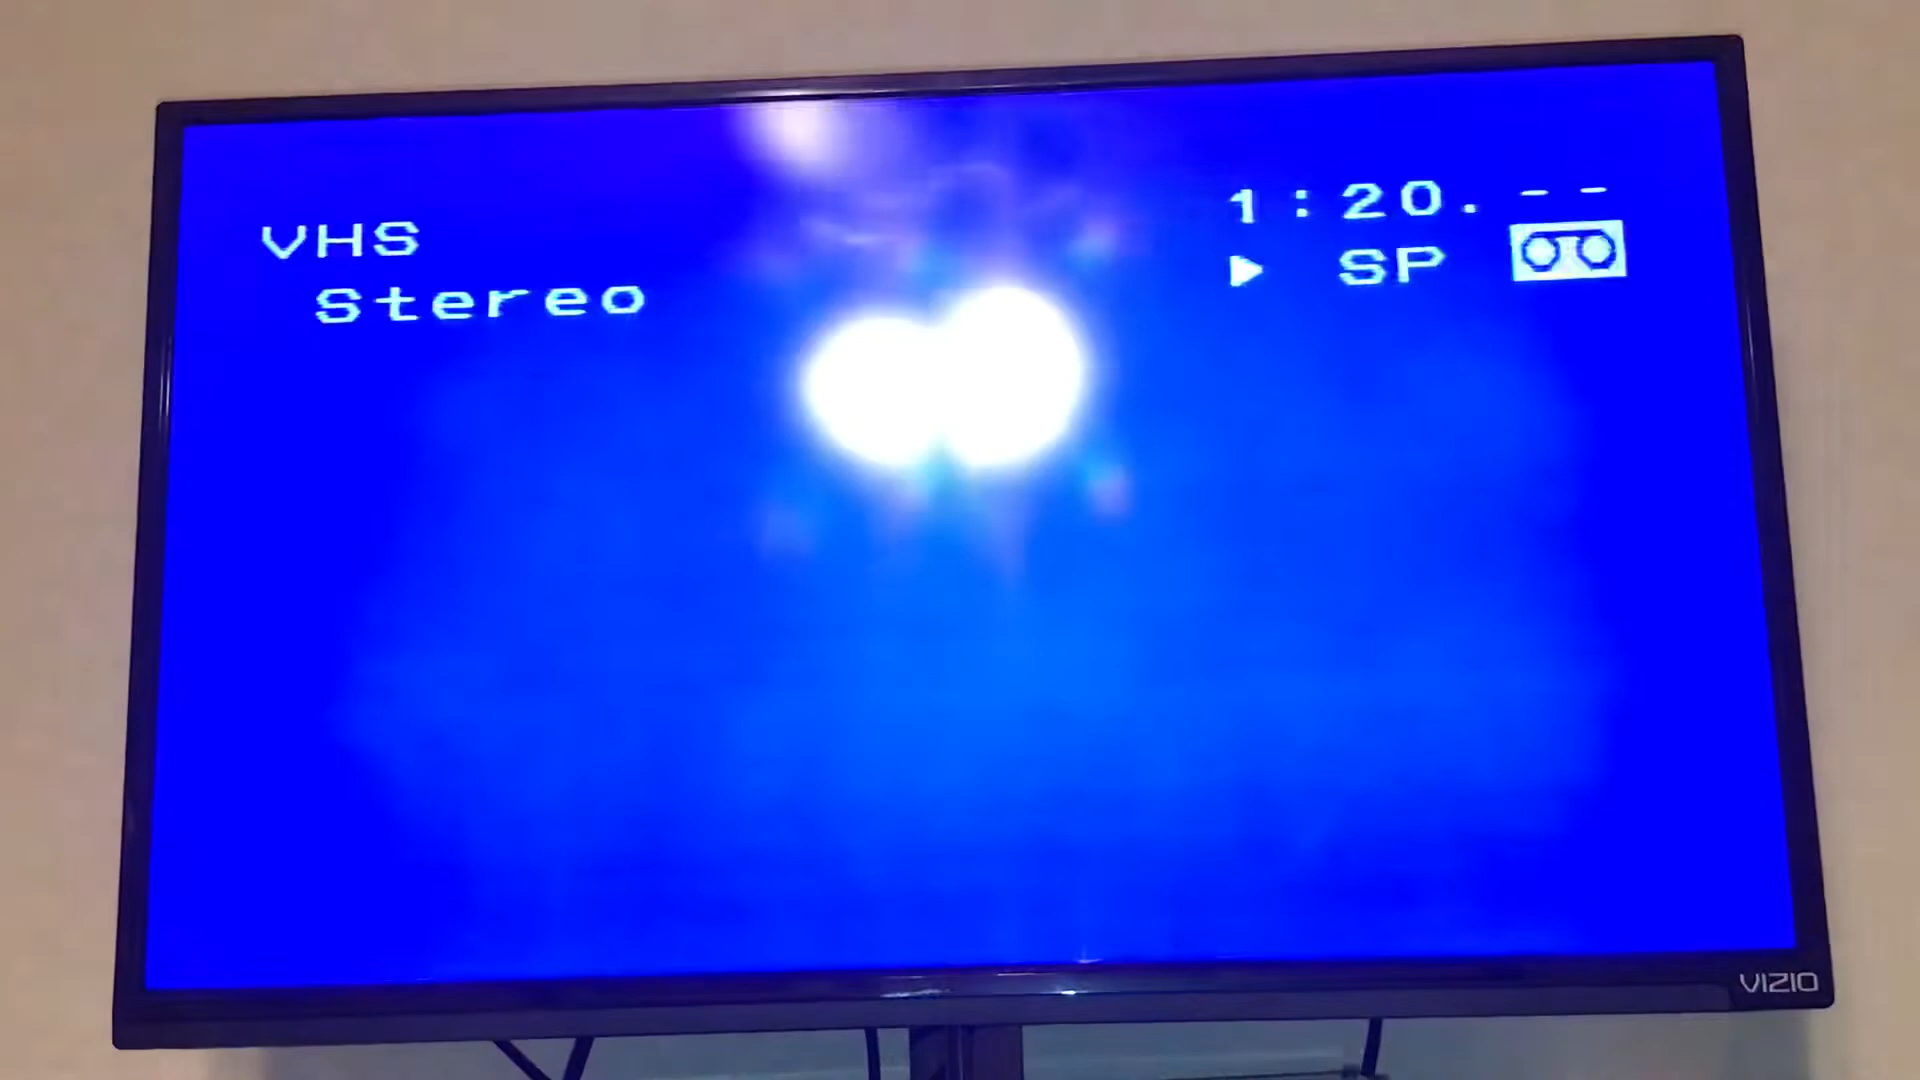 VHS
Stereo
1:20.--
▶ SP
VIZIO